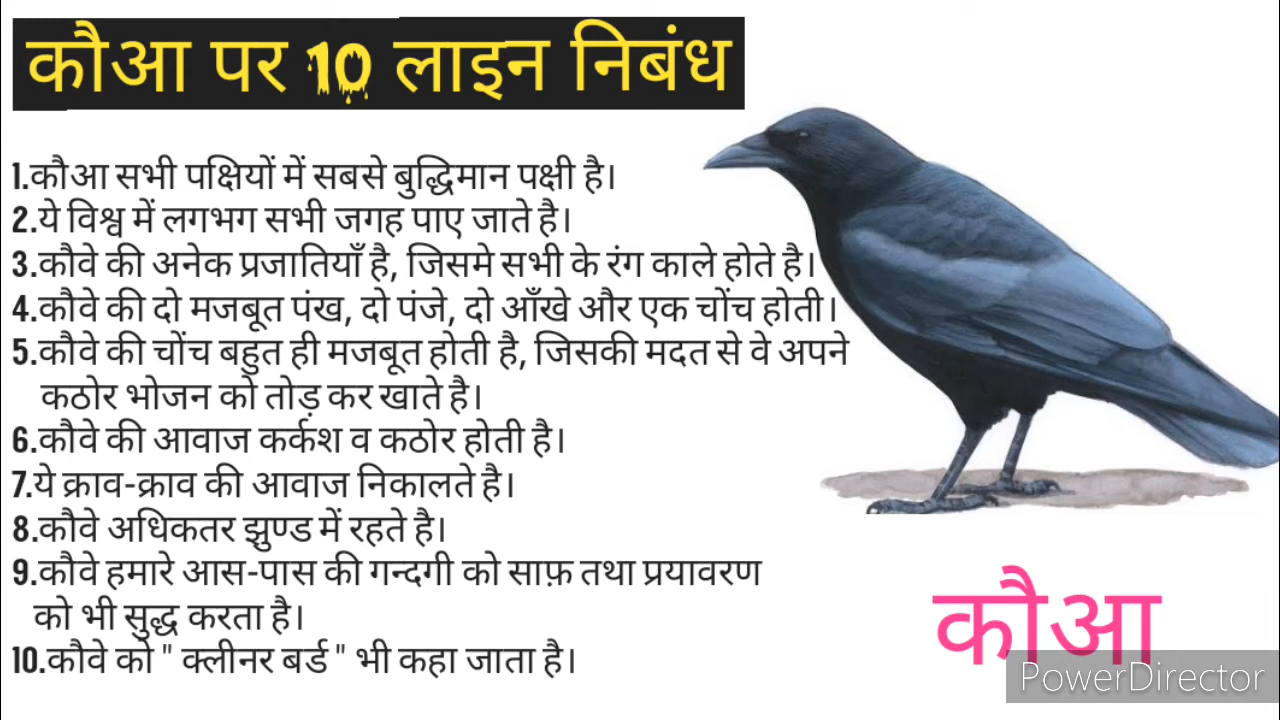 कौआ पर 10 लाइन निबंध
1.कौआ सभी पक्षियों में सबसे बुद्धिमान पक्षी है।
2.ये विश्व में लगभग सभी जगह पाए जाते है।
3.कौवे की अनेक प्रजातियाँ है, जिसमे सभी के रंग काले होते है।
4.कौवे की दो मजबूत पंख, दो पंजे, दो आँखे और एक चोंच होती।
5.कौवे की चोंच बहुत ही मजबूत होती है, जिसकी मदत से वे अपने
कठोर भोजन को तोड़ कर खाते है।
6.कौवे की आवाज कर्कश व कठोर होती है।
7.ये क्राव-क्राव की आवाज निकालते है।
8.कौवे अधिकतर झुण्ड में रहते है।
9.कौवे हमारे आस-पास की गन्दगी को साफ़ तथा प्रयावरण
को भी सुद्ध करता है।
10.कौवे को " क्लीनर बर्ड " भी कहा जाता है।
कौआ
PowerDirector